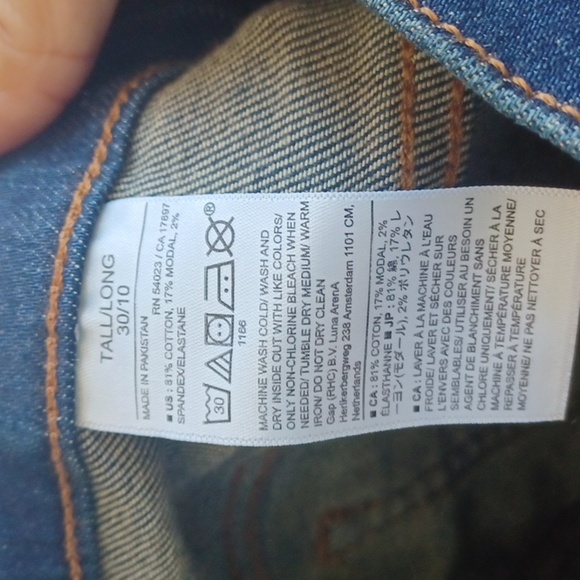 TALL/LONG
30/10
MADE IN PAKISTAN
RN 54023 / CA 17897
■ US : 81% COTTON, 17% MODAL, 2%
SPANDEX/ELASTANE
30
®
1166
MACHINE WASH COLD/ WASH AND
DRY INSIDE OUT WITH LIKE COLORS/
ONLY NON-CHLORINE BLEACH WHEN
NEEDED/ TUMBLE DRY MEDIUM/ WARM
IRON/ DO NOT DRY CLEAN
Gap (RHC) B.V. Luna ArenA
Herikerbergweg 238 Amsterdam 1101 CM,
Netherlands
■ CA : 81% COTON, 17% MODAL, 2%
ÉLASTHANNE ■ JP : 81% 綿, 17% レ
ーヨン(モダール), 2% ポリウレタン
■ CA : LAVER À LA MACHINE À L'EAU
FROIDE/ LAVER ET SÉCHER SUR
L'ENVERS AVEC DES COULEURS
SEMBLABLES/ UTILISER AU BESOIN UN
AGENT DE BLANCHIMENT SANS
CHLORE UNIQUEMENT/ SÉCHER À LA
MACHINE À TEMPÉRATURE MOYENNE/
REPASSER À TEMPÉRATURE
MOYENNE/ NE PAS NETTOYER À SEC